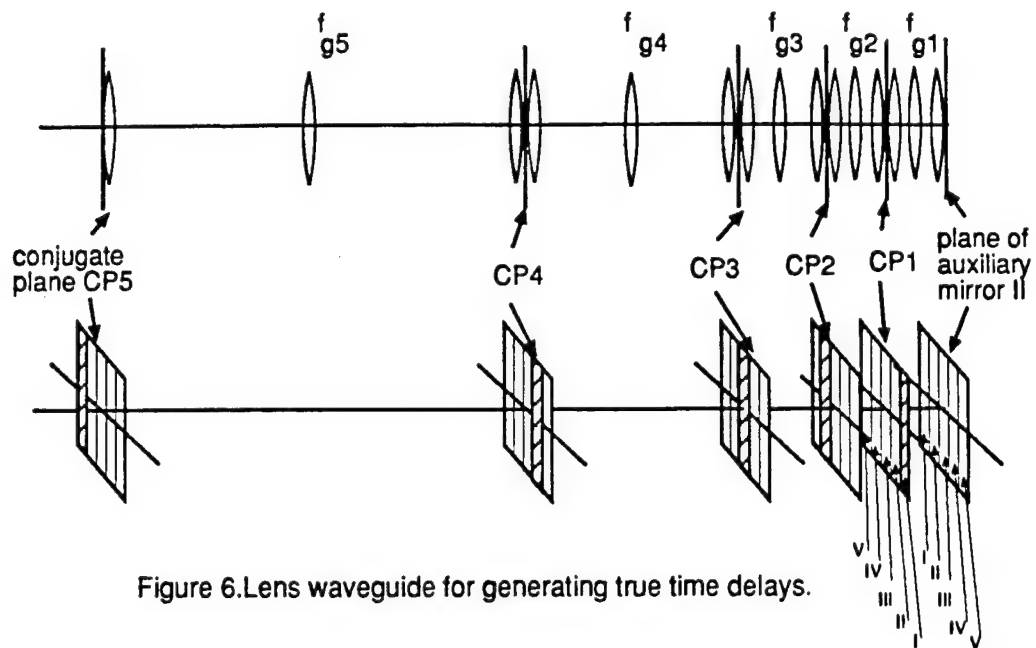 f g5
f g4
f g3
f g2
f g1
conjugate
plane CP5
CP4
CP3
CP2
CP1
plane of
auxiliary
mirror II
V
IV
III
II
I
I
II
III
IV
V
Figure 6.Lens waveguide for generating true time delays.